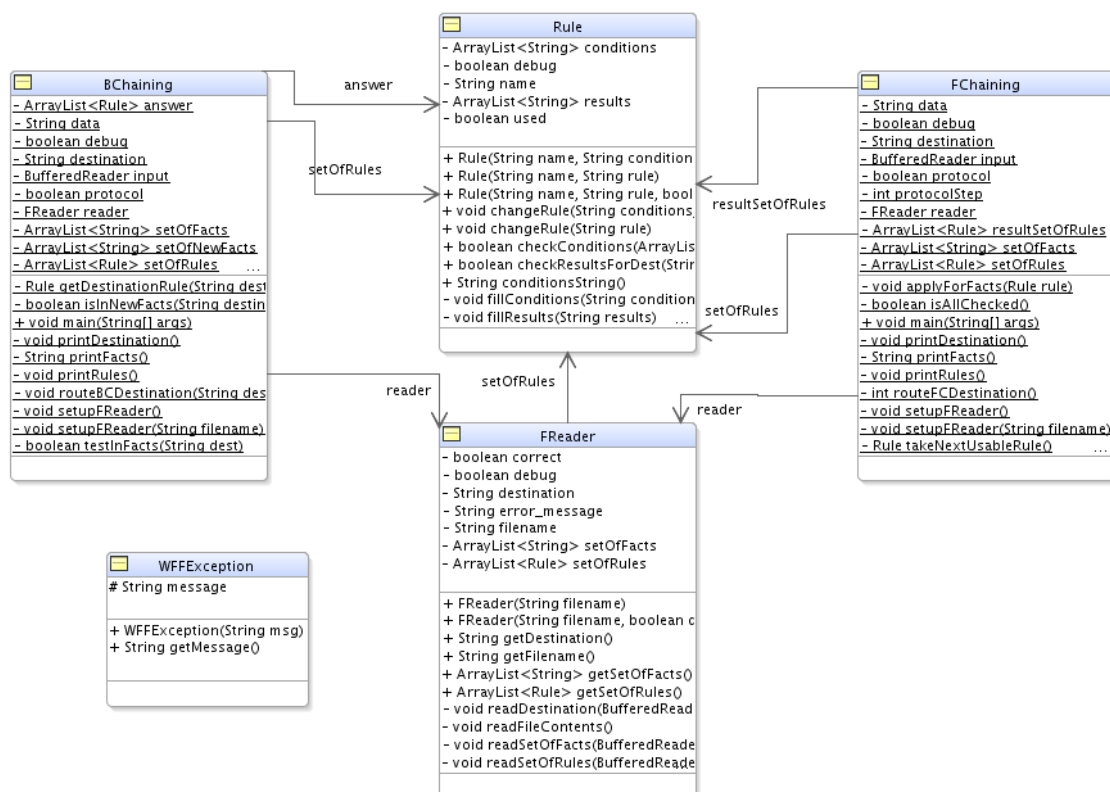 Rule
- ArrayList<String> conditions
- boolean debug
- String name
- ArrayList<String> results
- boolean used
+ Rule(String name, String condition
+ Rule(String name, String rule)
+ Rule(String name, String rule, bool
+ void changeRule(String conditions,
+ void changeRule(String rule)
+ boolean checkConditions(ArrayLis
+ boolean checkResultsForDest(Strin
+ String conditionsString()
- void fillConditions(String condition
- void fillResults(String results) ...
BChaining
- ArrayList<Rule> answer
- String data
- boolean debug
- String destination
- BufferedReader input
- boolean protocol
- FReader reader
- ArrayList<String> setOfFacts
- ArrayList<String> setOfNewFacts
- ArrayList<Rule> setOfRules ...
- Rule getDestinationRule(String dest
- boolean isInNewFacts(String destin
+ void main(String[] args)
- void printDestination()
- String printFacts()
- void printRules()
- void routeBCDestination(String des
- void setupFReader()
- void setupFReader(String filename)
- boolean testInFacts(String dest)
answer
setOfRules
reader
FChaining
- String data
- boolean debug
- String destination
- BufferedReader input
- boolean protocol
- int protocolStep
- FReader reader
- ArrayList<Rule> resultSetOfRules
- ArrayList<String> setOfFacts
- ArrayList<Rule> setOfRules
- void applyForFacts(Rule rule)
- boolean isAllChecked()
+ void main(String[] args)
- void printDestination()
- String printFacts()
- void printRules()
- int routeFCDestination()
- void setupFReader()
- void setupFReader(String filename)
- Rule takeNextUsableRule() ...
resultSetOfRules
setOfRules
reader
setOfRules
FReader
- boolean correct
- boolean debug
- String destination
- String error_message
- String filename
- ArrayList<String> setOfFacts
- ArrayList<Rule> setOfRules
+ FReader(String filename)
+ FReader(String filename, boolean d
+ String getDestination()
+ String getFilename()
+ ArrayList<String> getSetOfFacts()
+ ArrayList<Rule> getSetOfRules()
- void readDestination(BufferedRead
- void readFileContents()
- void readSetOfFacts(BufferedReade
- void readSetOfRules(BufferedReade...
WFFException
# String message
+ WFFException(String msg)
+ String getMessage()